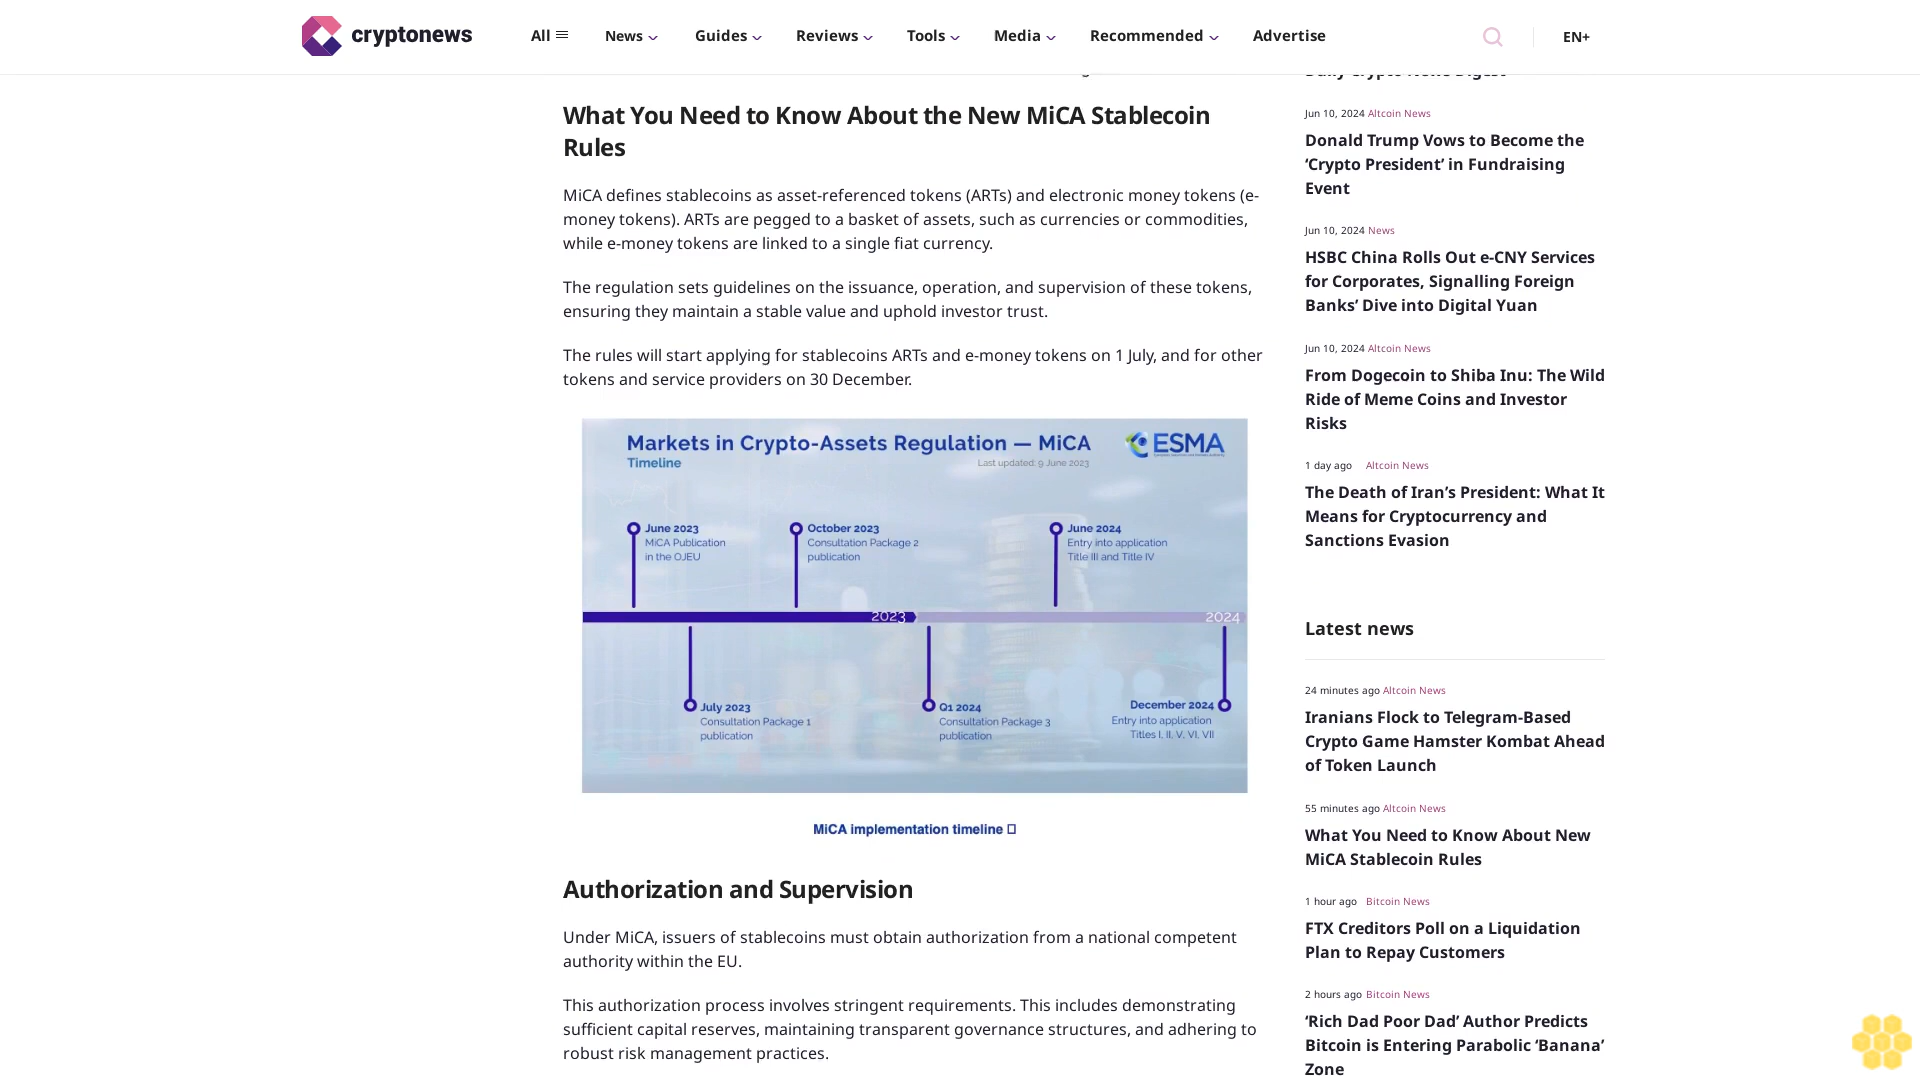 cryptonews
All
News
Guides
Reviews
Tools
Media
Recommended
Advertise
EN+
What You Need to Know About the New MiCA Stablecoin
Rules
MiCA defines stablecoins as asset-referenced tokens (ARTs) and electronic money tokens (e-
money tokens). ARTs are pegged to a basket of assets, such as currencies or commodities,
while e-money tokens are linked to a single fiat currency.
The regulation sets guidelines on the issuance, operation, and supervision of these tokens,
ensuring they maintain a stable value and uphold investor trust.
The rules will start applying for stablecoins ARTs and e-money tokens on 1 July, and for other
tokens and service providers on 30 December.
Markets in Crypto-Assets Regulation — MiCA
ESMA
Timeline
Last updated: 9 June 2023
June 2023
MiCA Publication
in the OJEU
October 2023
Consultation Package 2
publication
June 2024
Entry into application
Title III and Title IV
2023
2024
July 2023
Consultation Package 1
publication
Q1 2024
Consultation Package 3
publication
December 2024
Entry into application
Titles I, II, V, VI, VII
MiCA implementation timeline
Authorization and Supervision
Under MiCA, issuers of stablecoins must obtain authorization from a national competent
authority within the EU.
This authorization process involves stringent requirements. This includes demonstrating
sufficient capital reserves, maintaining transparent governance structures, and adhering to
robust risk management practices.
Daily Crypto News Digest
Jun 10, 2024 Altcoin News
Donald Trump Vows to Become the
‘Crypto President’ in Fundraising
Event
Jun 10, 2024 News
HSBC China Rolls Out e-CNY Services
for Corporates, Signalling Foreign
Banks’ Dive into Digital Yuan
Jun 10, 2024 Altcoin News
From Dogecoin to Shiba Inu: The Wild
Ride of Meme Coins and Investor
Risks
1 day ago Altcoin News
The Death of Iran’s President: What It
Means for Cryptocurrency and
Sanctions Evasion
Latest news
24 minutes ago Altcoin News
Iranians Flock to Telegram-Based
Crypto Game Hamster Kombat Ahead
of Token Launch
55 minutes ago Altcoin News
What You Need to Know About New
MiCA Stablecoin Rules
1 hour ago Bitcoin News
FTX Creditors Poll on a Liquidation
Plan to Repay Customers
2 hours ago Bitcoin News
‘Rich Dad Poor Dad’ Author Predicts
Bitcoin is Entering Parabolic ‘Banana’
Zone